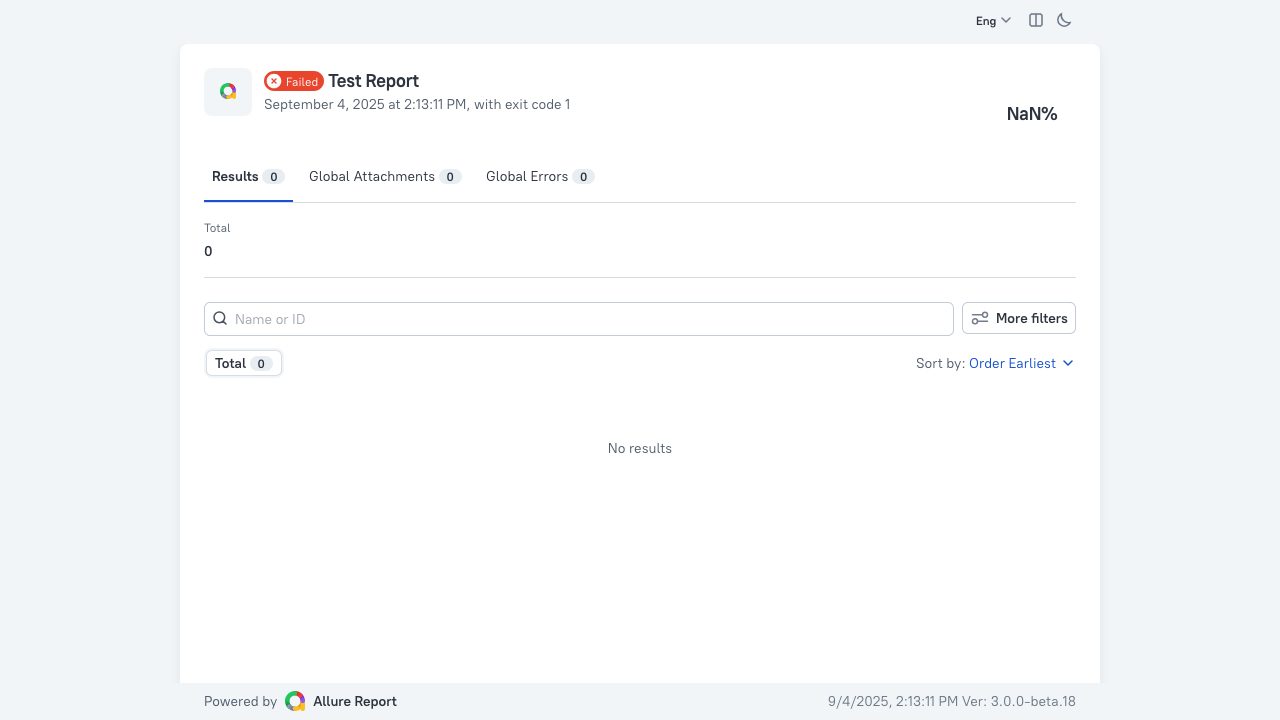 Eng
Failed Test Report
September 4, 2025 at 2:13:11 PM, with exit code 1
NaN%
Results 0 Global Attachments 0 Global Errors 0
Total
0
Name or ID More filters
Total 0 Sort by: Order Earliest
No results
Powered by Allure Report 9/4/2025, 2:13:11 PM Ver: 3.0.0-beta.18